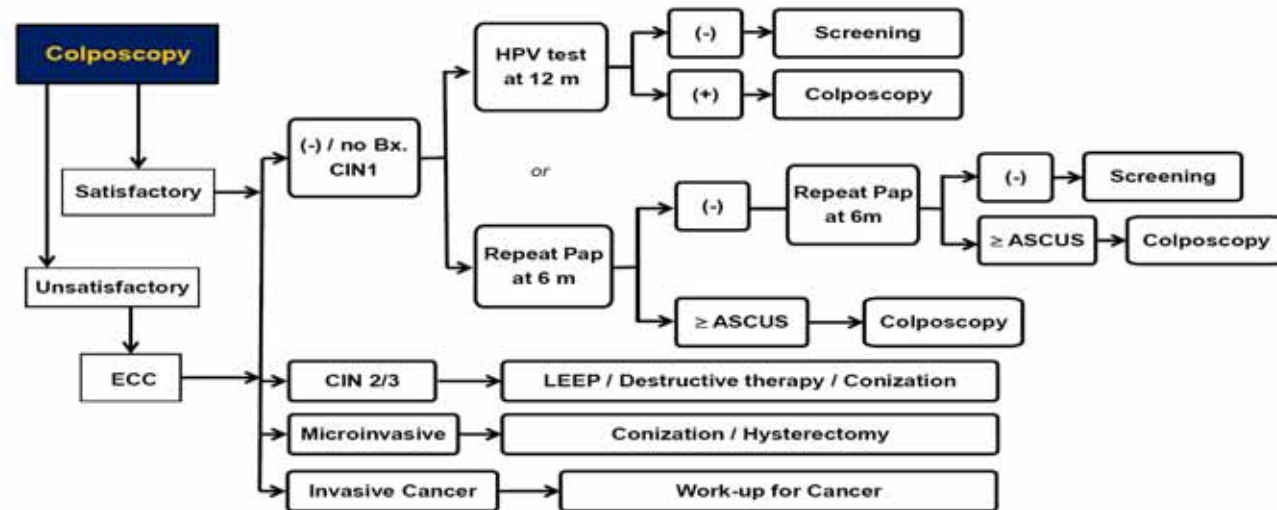 Colposcopy
Satisfactory
Unsatisfactory
ECC
(-) / no Bx.
CIN1
HPV test
at 12 m
(-)
Screening
(+)
Colposcopy
or
Repeat Pap
at 6 m
(-)
Repeat Pap
at 6m
(-)
Screening
≥ ASCUS
Colposcopy
≥ ASCUS
Colposcopy
CIN 2/3
LEEP / Destructive therapy / Conization
Microinvasive
Conization / Hysterectomy
Invasive Cancer
Work-up for Cancer